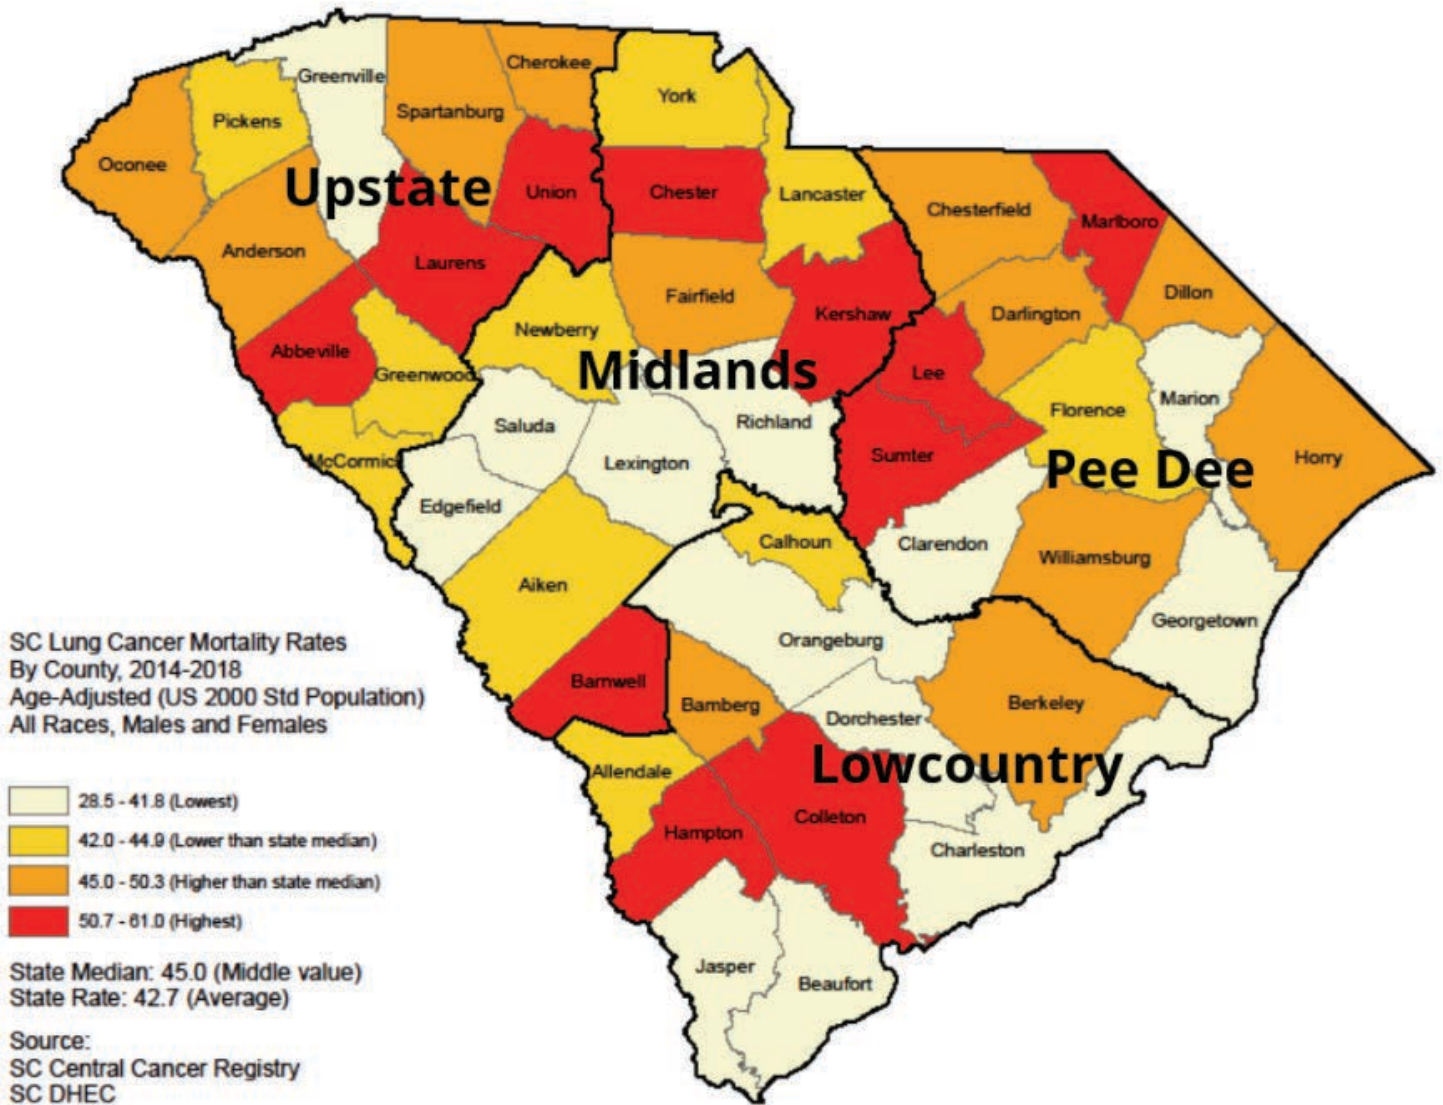 Greenville
Cherokee
York
Spartanburg
Pickens
Oconee
Upstate
Union
Chester
Lancaster
Chesterfield
Marlboro
Anderson
Laurens
Fairfield
Kershaw
Darlington
Dillon
Newberry
Abbeville
Greenwood
Midlands
Lee
Florence
Marion
Saluda
Richland
McCormick
Lexington
Sumter
Pee Dee
Horry
Edgefield
Calhoun
Clarendon
Williamsburg
Aiken
Orangeburg
Georgetown
Barnwell
Bamberg
Dorchester
Berkeley
Allendale
Lowcountry
Hampton
Colleton
Charleston
Jasper
Beaufort
SC Lung Cancer Mortality Rates
By County, 2014-2018
Age-Adjusted (US 2000 Std Population)
All Races, Males and Females
28.5 - 41.8 (Lowest)
42.0 - 44.9 (Lower than state median)
45.0 - 50.3 (Higher than state median)
50.7 - 61.0 (Highest)
State Median: 45.0 (Middle value)
State Rate: 42.7 (Average)
Source:
SC Central Cancer Registry
SC DHEC